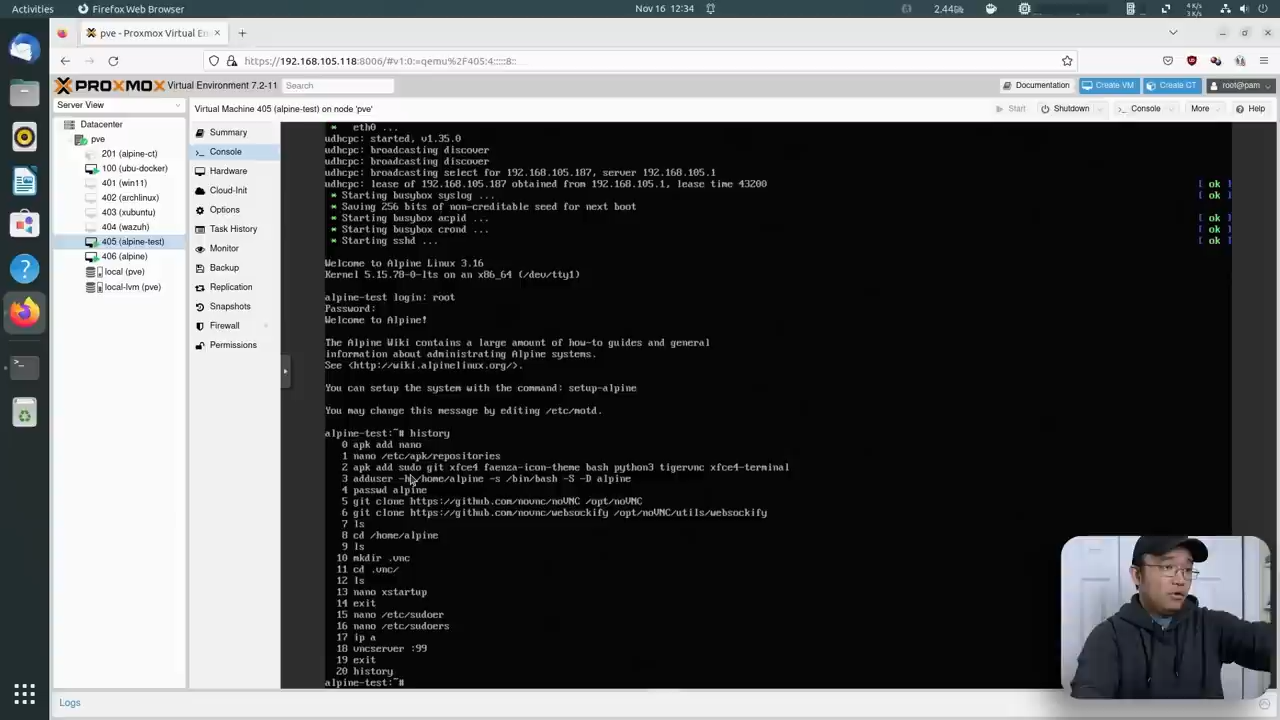 Activities
Firefox Web Browser
Nov 16 12:34
2.44%
pve - Proxmox Virtual En
https://192.168.105.118:8006/#v1:0:=qemu%2F405:4:::::8::
PROXMOX Virtual Environment 7.2-11
Search
Documentation
Create VM
Create CT
root@pam
Server View
Virtual Machine 405 (alpine-test) on node 'pve'
Start
Shutdown
Console
More
Help
Datacenter
pve
201 (alpine-ct)
100 (ubu-docker)
401 (win11)
402 (archlinux)
403 (xubuntu)
404 (wazuh)
405 (alpine-test)
406 (alpine)
local (pve)
local-lvm (pve)
Summary
Console
Hardware
Cloud-Init
Options
Task History
Monitor
Backup
Replication
Snapshots
Firewall
Permissions
* eth0 ...
udhcpc: started, v1.35.0
udhcpc: broadcasting discover
udhcpc: broadcasting discover
udhcpc: broadcasting select for 192.168.105.187, server 192.168.105.1
udhcpc: lease of 192.168.105.187 obtained from 192.168.105.1, lease time 43200 [ ok ]
* Starting busybox syslog ... [ ok ]
* Saving 256 bits of non-creditable seed for next boot
* Starting busybox acpid ... [ ok ]
* Starting busybox crond ... [ ok ]
* Starting sshd ... [ ok ]
Welcome to Alpine Linux 3.16
Kernel 5.15.78-0-lts on an x86_64 (/dev/tty1)
alpine-test login: root
Password:
Welcome to Alpine!
The Alpine Wiki contains a large amount of how-to guides and general
information about administrating Alpine systems.
See <http://wiki.alpinelinux.org/>.
You can setup the system with the command: setup-alpine
You may change this message by editing /etc/motd.
alpine-test:~# history
0 apk add nano
1 nano /etc/apk/repositories
2 apk add sudo git xfce4 faenza-icon-theme bash python3 tigervnc xfce4-terminal
3 adduser -h /home/alpine -s /bin/bash -S -D alpine
4 passwd alpine
5 git clone https://github.com/novnc/noVNC /opt/noVNC
6 git clone https://github.com/novnc/websockify /opt/noVNC/utils/websockify
7 ls
8 cd /home/alpine
9 ls
10 mkdir .vnc
11 cd .vnc/
12 ls
13 nano xstartup
14 exit
15 nano /etc/sudoer
16 nano /etc/sudoers
17 ip a
18 vncserver :99
19 exit
20 history
alpine-test:~#
Logs